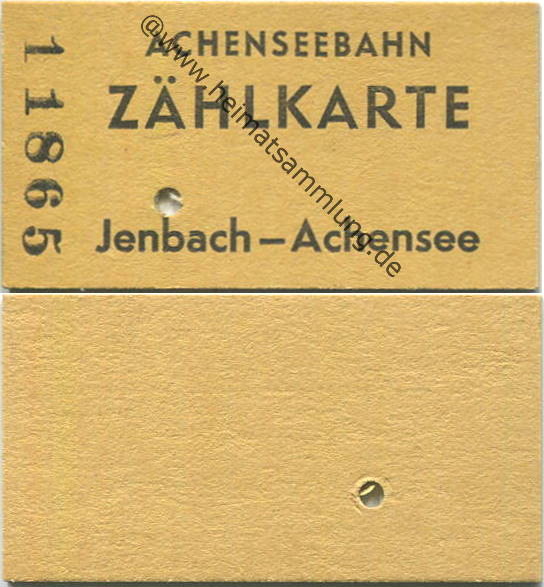 ACHENSEEBAHN
ZÄHLKARTE
Jenbach – Achensee
11865
@www.heimatsammlung.de